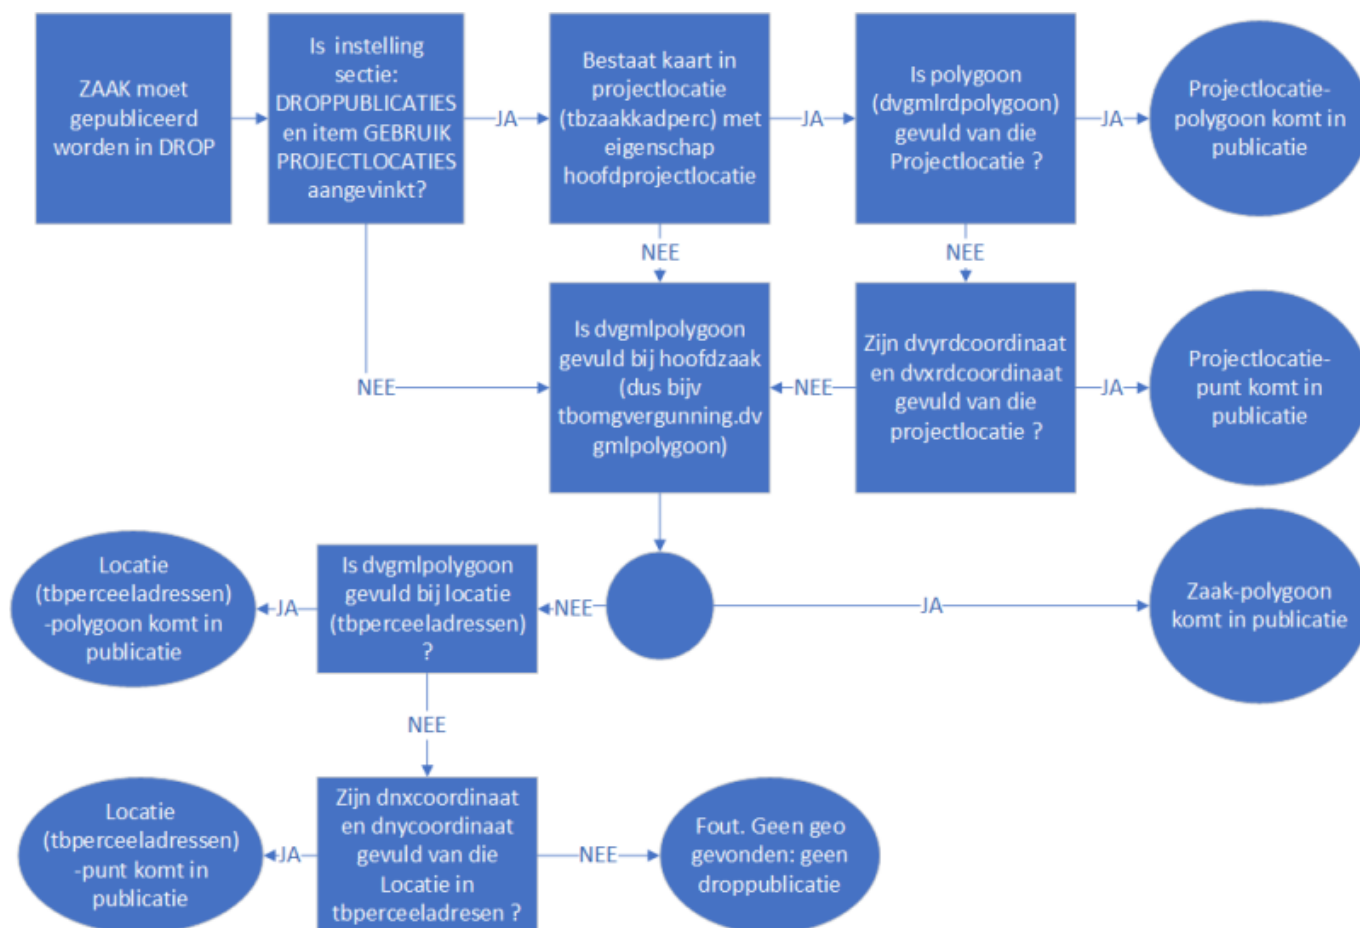 ZAAK moet
gepubliceerd
worden in DROP
Is instelling
sectie:
DROPPUBLICATIES
en item GEBRUIK
PROJECTLOCATIES
aangevinkt?
JA
Bestaat kaart in
projectlocatie
(tbzaakkadperc) met
eigenschap
hoofdprojectlocatie
JA
Is polygoon
(dvgmlrdpolygoon)
gevuld van die
Projectlocatie ?
JA
Projectlocatie-
polygoon komt in
publicatie
NEE
NEE
NEE
Is dvgmlpolygoon
gevuld bij hoofdzaak
(dus bijv
tbomgvergunning.dv
gmlpolygoon)
NEE
Zijn dvyrdcoordinaat
en dvxrdcoordinaat
gevuld van die
projectlocatie ?
JA
Projectlocatie-
punt komt in
publicatie
Locatie
(tbperceeladressen)
-polygoon komt in
publicatie
JA
Is dvgmlpolygoon
gevuld bij locatie
(tbperceeladressen)
?
NEE
JA
Zaak-polygoon
komt in publicatie
NEE
Locatie
(tbperceeladressen)
-punt komt in
publicatie
JA
Zijn dnxcoordinaat
en dnycoordinaat
gevuld van die
Locatie in
tbperceeladresen ?
NEE
Fout. Geen geo
gevonden: geen
droppublicatie